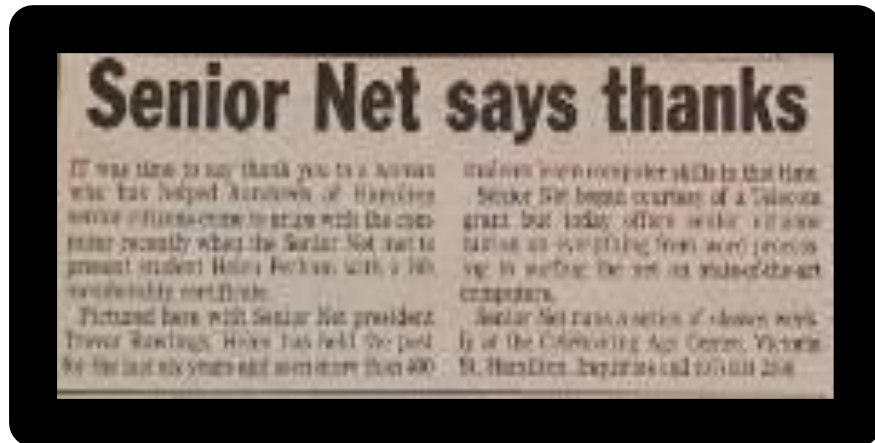 Senior Net says thanks
IT was time to say thank you to a woman
who has helped hundreds of Hamilton
senior citizens come to grips with the com-
puter recently when the Senior Net met to
present student Helen with a life
membership certificate.
Pictured here with Senior Net president
Trevor Rawlings, Helen has held the post
for the last six years and seen more than 400
students learn computer skills in that time.
Senior Net began courtesy of a Telecom
grant but today offers senior citizens
tuition on everything from word process-
ing to surfing the net on state-of-the-art
computers.
Senior Net runs a series of classes week-
ly at the Celebrating Age Centre, Victoria
St, Hamilton. Inquiries call